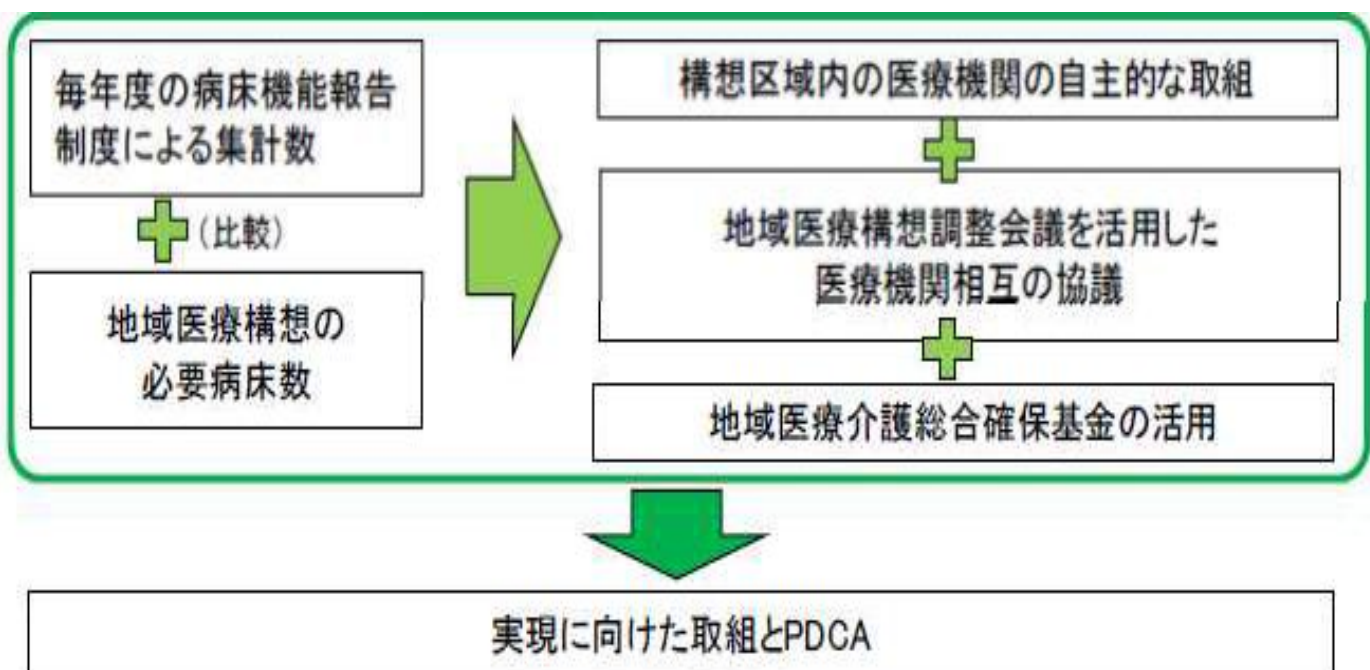 毎年度の病床機能報告
制度による集計数
(比較)
地域医療構想の
必要病床数
構想区域内の医療機関の自主的な取組
地域医療構想調整会議を活用した
医療機関相互の協議
地域医療介護総合確保基金の活用
実現に向けた取組とPDCA